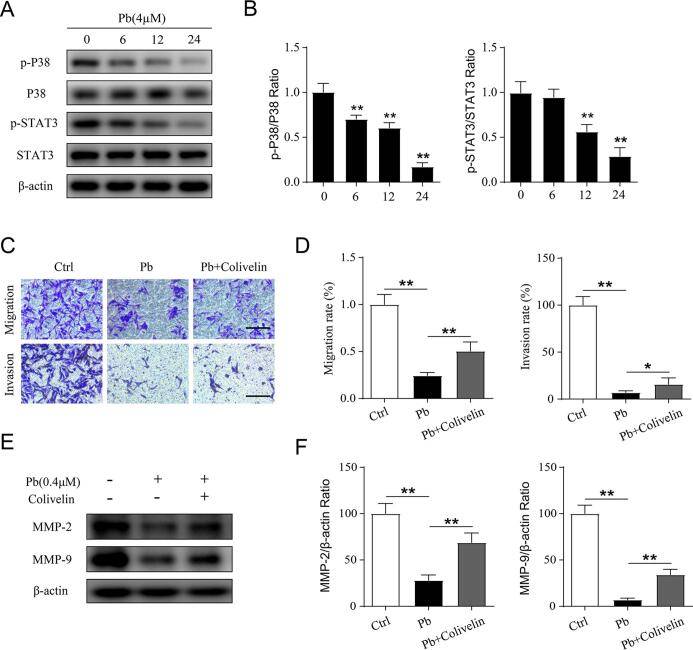 A
Pb(4μM)
0 6 12 24
p-P38
P38
p-STAT3
STAT3
β-actin
B
p-P38/P38 Ratio
1.5
1.0
0.5
0.0
** ** **
0 6 12 24
p-STAT3/STAT3 Ratio
1.5
1.0
0.5
0.0
** **
0 6 12 24
C
Ctrl Pb Pb+Colivelin
Migration
Invasion
D
Migration rate (%)
1.5
1.0
0.5
0.0
**
**
Ctrl Pb Pb+Colivelin
Invasion rate (%)
150
100
50
0
**
*
Ctrl Pb Pb+Colivelin
E
Pb(0.4μM) - + +
Colivelin - - +
MMP-2
MMP-9
β-actin
F
MMP-2/β-actin Ratio
150
100
50
0
**
**
Ctrl Pb Pb+Colivelin
MMP-9/β-actin Ratio
150
100
50
0
**
**
Ctrl Pb Pb+Colivelin